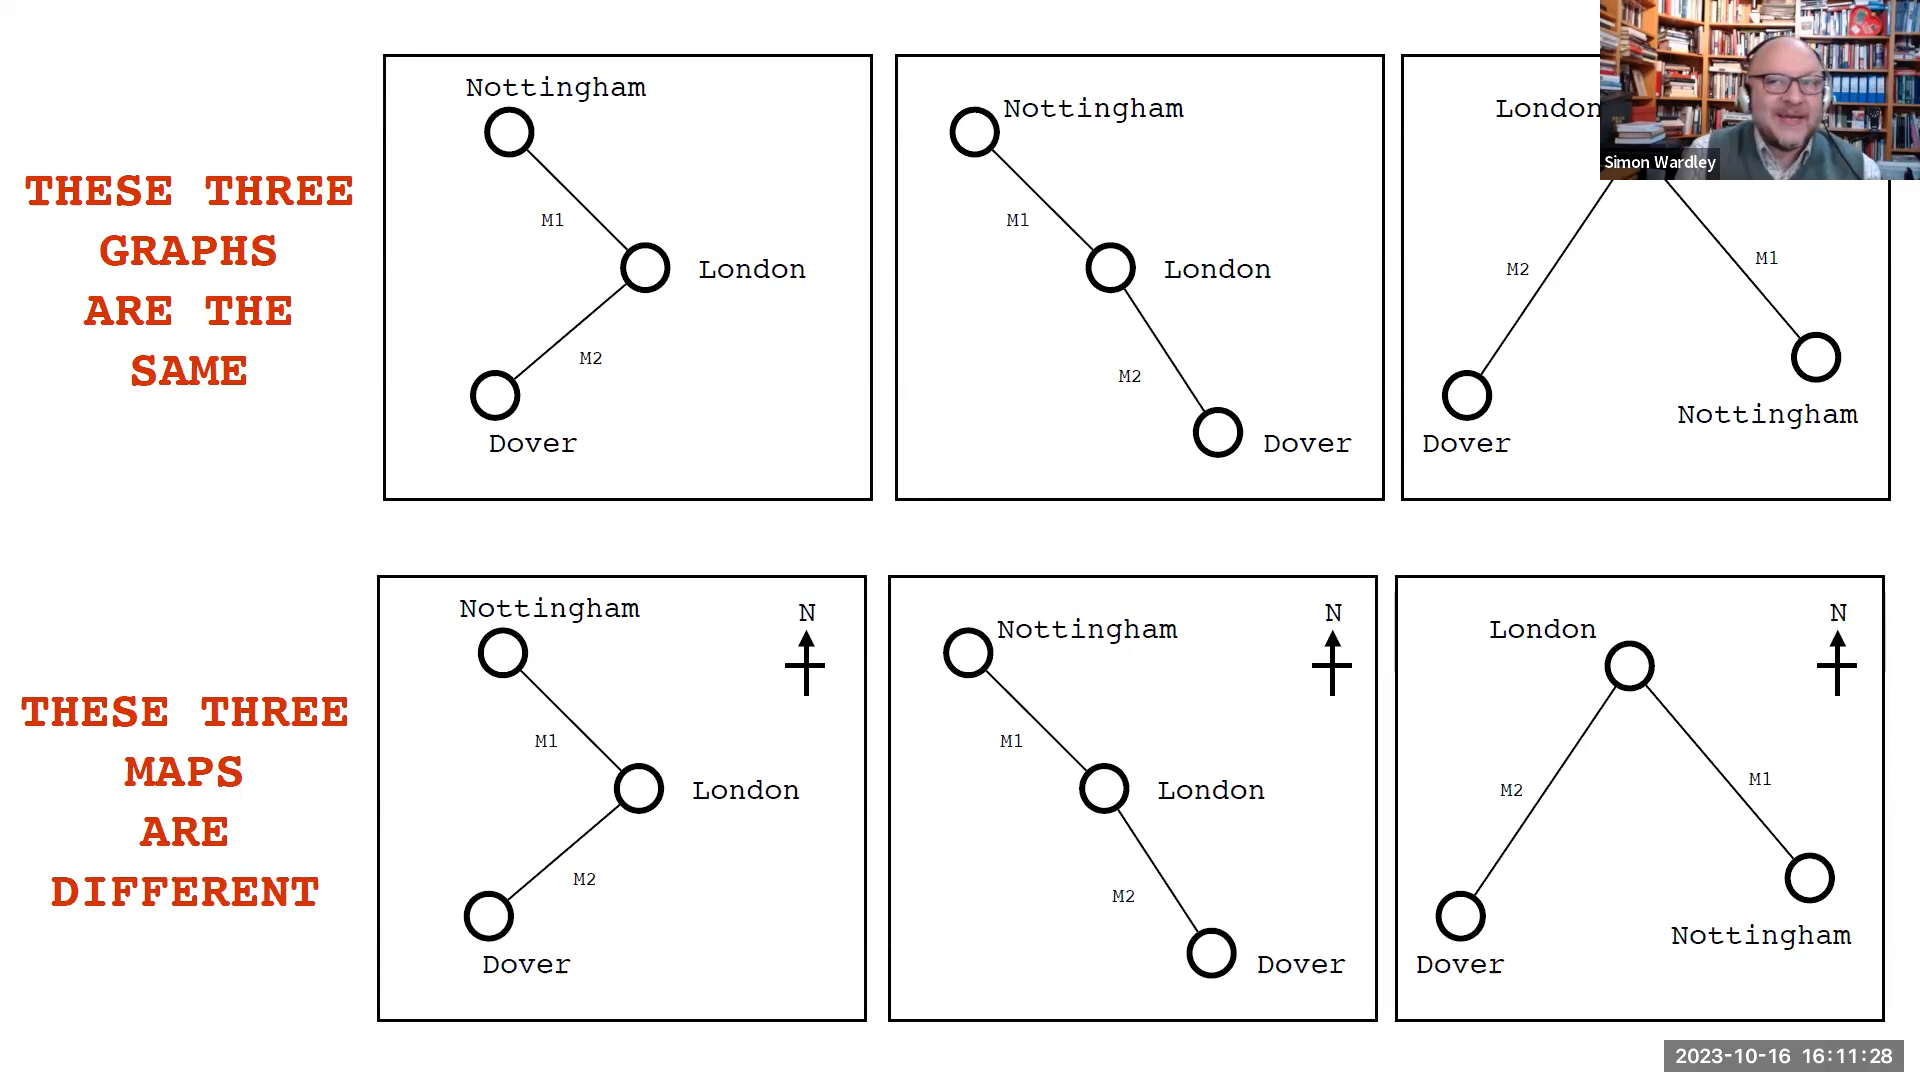 THESE THREE
GRAPHS
ARE THE
SAME
Nottingham
M1
London
M2
Dover
Nottingham
M1
London
M2
Dover
London
M2
M1
Dover
Nottingham
Simon Wardley
THESE THREE
MAPS
ARE
DIFFERENT
Nottingham
N
M1
London
M2
Dover
Nottingham
N
M1
London
M2
Dover
London
N
M2
M1
Dover
Nottingham
2023-10-16 16:11:28